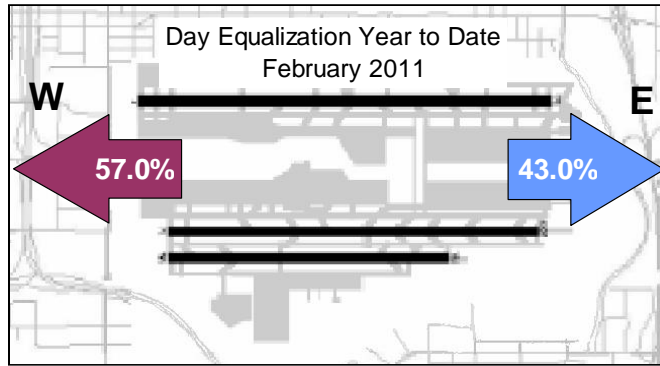 Day Equalization Year to Date
February 2011
W
E
57.0%
43.0%